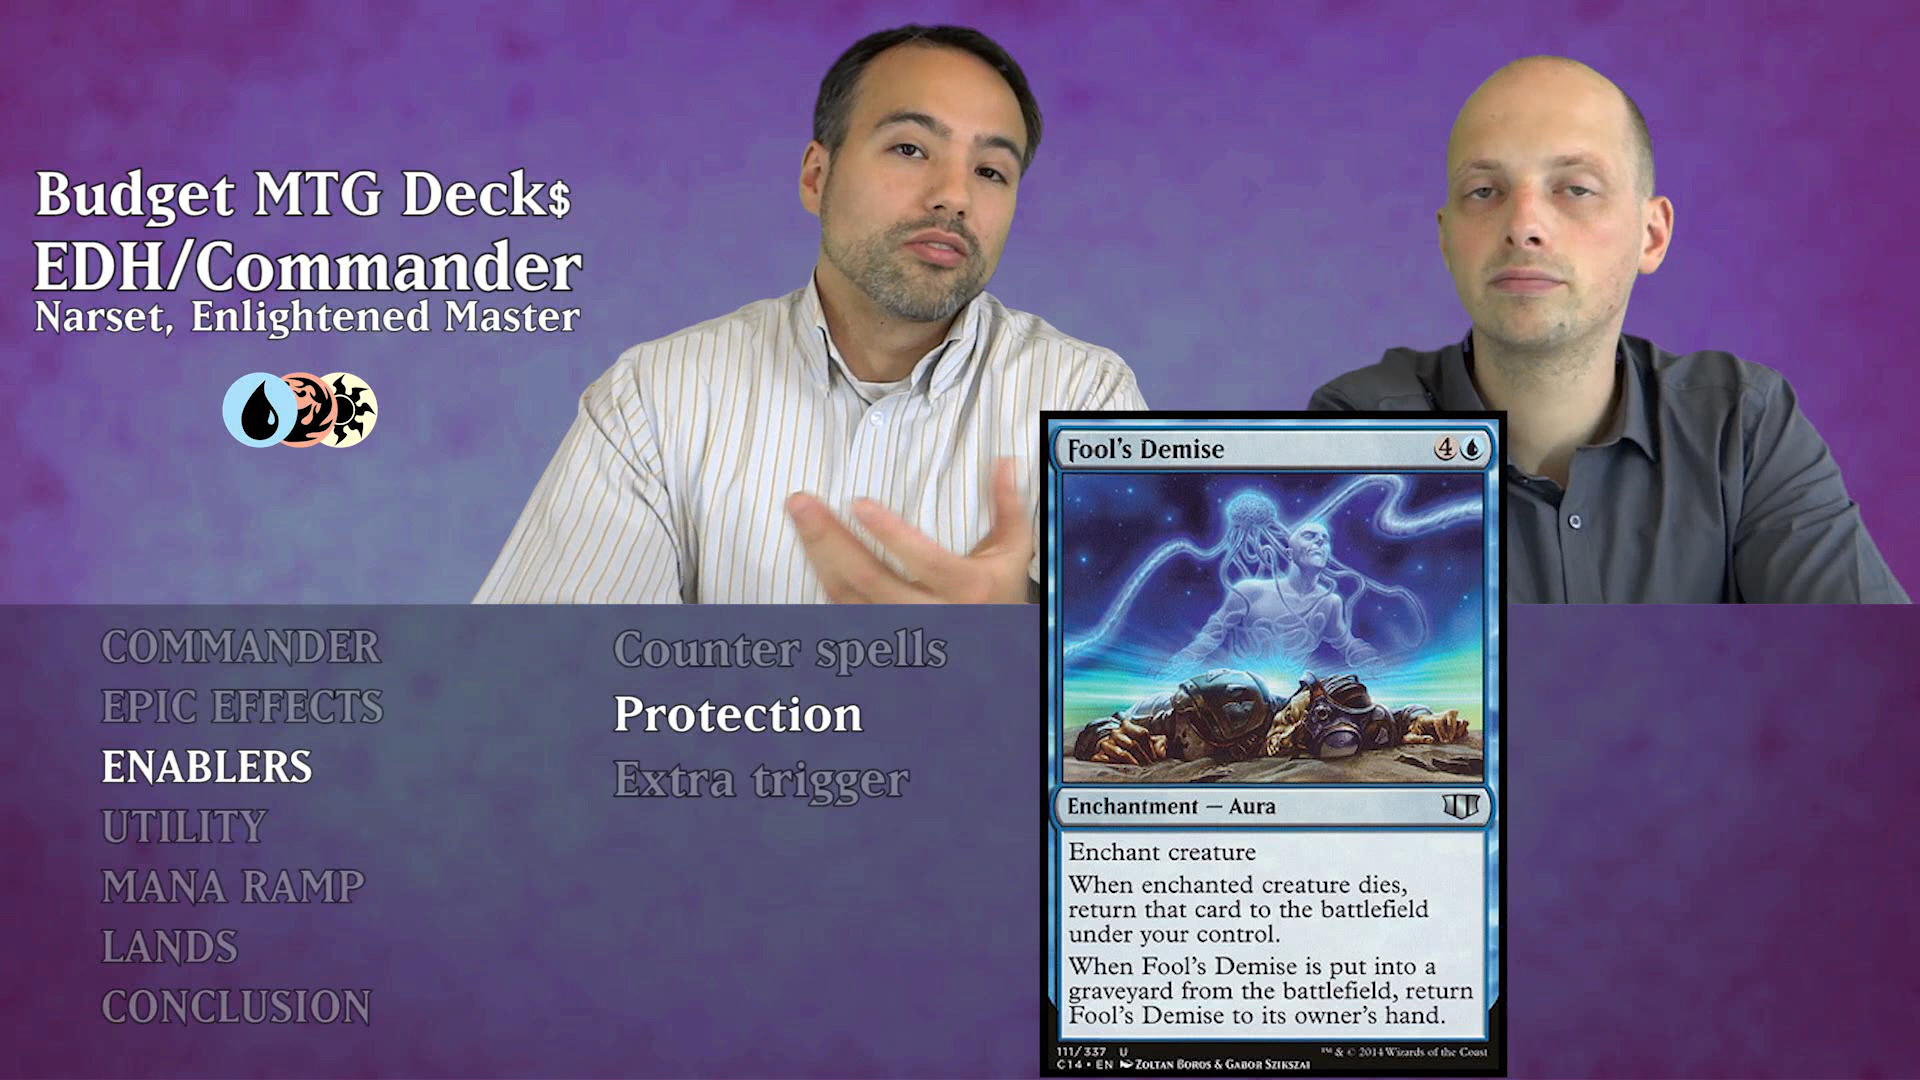 Budget MTG Deck$
EDH/Commander
Narset, Enlightened Master
COMMANDER
EPIC EFFECTS
ENABLERS
UTILITY
MANA RAMP
LANDS
CONCLUSION
Counter spells
Protection
Extra trigger
Fool's Demise 4
Enchantment — Aura
Enchant creature
When enchanted creature dies,
return that card to the battlefield
under your control.
When Fool's Demise is put into a
graveyard from the battlefield, return
Fool's Demise to its owner's hand.
111/337 U
C14 • EN Zoltan Boros & Gabor Szikszai
™ & © 2014 Wizards of the Coast